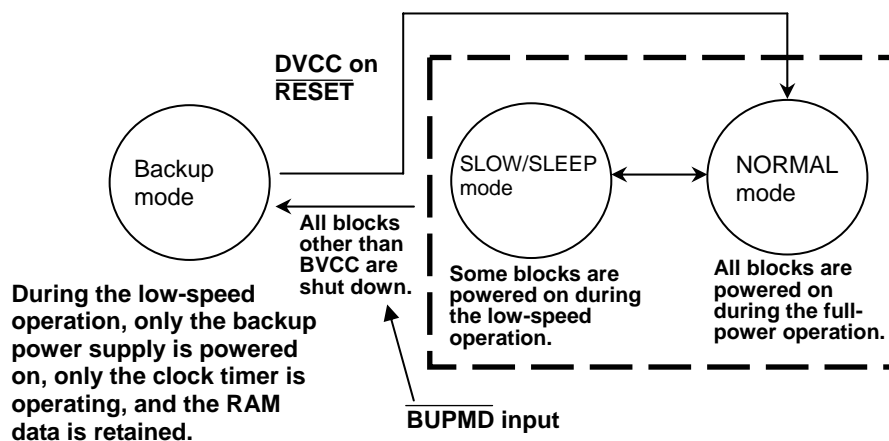 DVCC on
RESET
Backup
mode
SLOW/SLEEP
mode
NORMAL
mode
All blocks
other than
BVCC are
shut down.
Some blocks are
powered on during
the low-speed
operation.
All blocks are
powered on
during the full-
power operation.
During the low-speed
operation, only the backup
power supply is powered
on, only the clock timer is
operating, and the RAM
data is retained.
BUPMD input